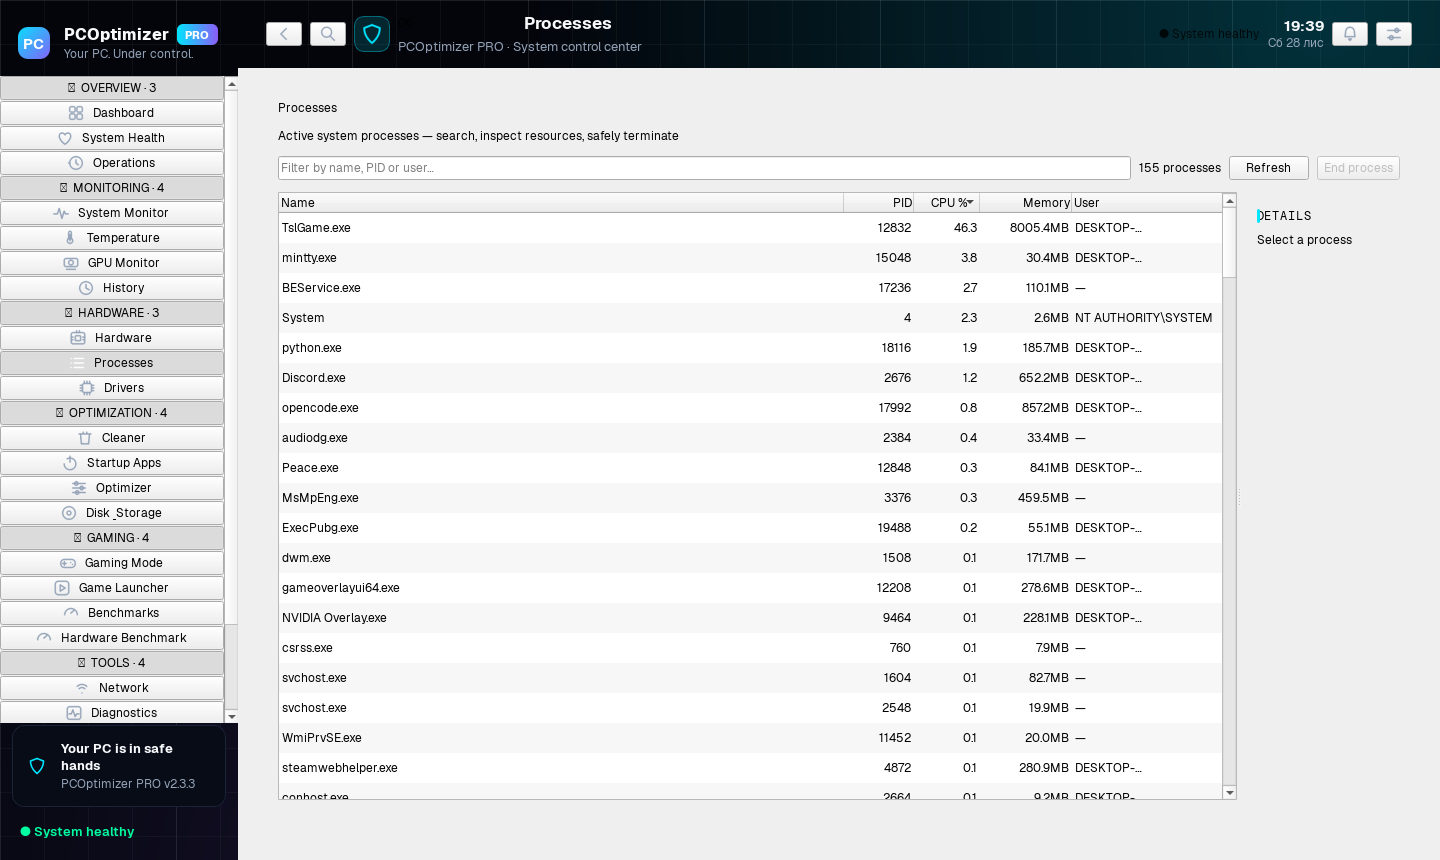 PC
PCOptimizer PRO
Your PC. Under control.
Processes
PCOptimizer PRO · System control center
● System healthy
19:39
Сб 28 лис
OVERVIEW · 3
Dashboard
System Health
Operations
MONITORING · 4
System Monitor
Temperature
GPU Monitor
History
HARDWARE · 3
Hardware
Processes
Drivers
OPTIMIZATION · 4
Cleaner
Startup Apps
Optimizer
Disk _Storage
GAMING · 4
Gaming Mode
Game Launcher
Benchmarks
Hardware Benchmark
TOOLS · 4
Network
Diagnostics
Your PC is in safe
hands
PCOptimizer PRO v2.3.3
● System healthy
Processes
Active system processes — search, inspect resources, safely terminate
Filter by name, PID or user... 155 processes Refresh End process
Name PID CPU % Memory User
TslGame.exe 12832 46.3 8005.4MB DESKTOP-...
mintty.exe 15048 3.8 30.4MB DESKTOP-...
BEService.exe 17236 2.7 110.1MB —
System 4 2.3 2.6MB NT AUTHORITY\SYSTEM
python.exe 18116 1.9 185.7MB DESKTOP-...
Discord.exe 2676 1.2 652.2MB DESKTOP-...
opencode.exe 17992 0.8 857.2MB DESKTOP-...
audiodg.exe 2384 0.4 33.4MB —
Peace.exe 12848 0.3 84.1MB DESKTOP-...
MsMpEng.exe 3376 0.3 459.5MB —
ExecPubg.exe 19488 0.2 55.1MB DESKTOP-...
dwm.exe 1508 0.1 171.7MB —
gameoverlayui64.exe 12208 0.1 278.6MB DESKTOP-...
NVIDIA Overlay.exe 9464 0.1 228.1MB DESKTOP-...
csrss.exe 760 0.1 7.9MB —
svchost.exe 1604 0.1 82.7MB —
svchost.exe 2548 0.1 19.9MB —
WmiPrvSE.exe 11452 0.1 20.0MB —
steamwebhelper.exe 4872 0.1 280.9MB DESKTOP-...
conhost.exe 2664 0.1 9.2MB DESKTOP-...
DETAILS
Select a process